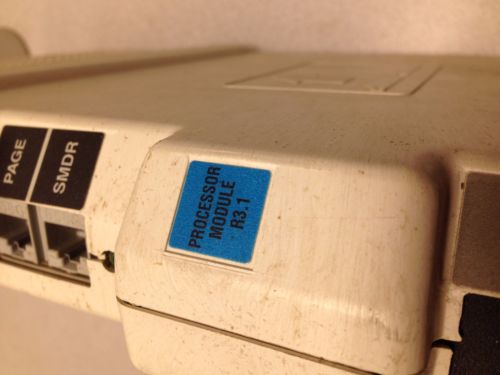 PAGE
SMDR
PROCESSOR
MODULE
R3.1